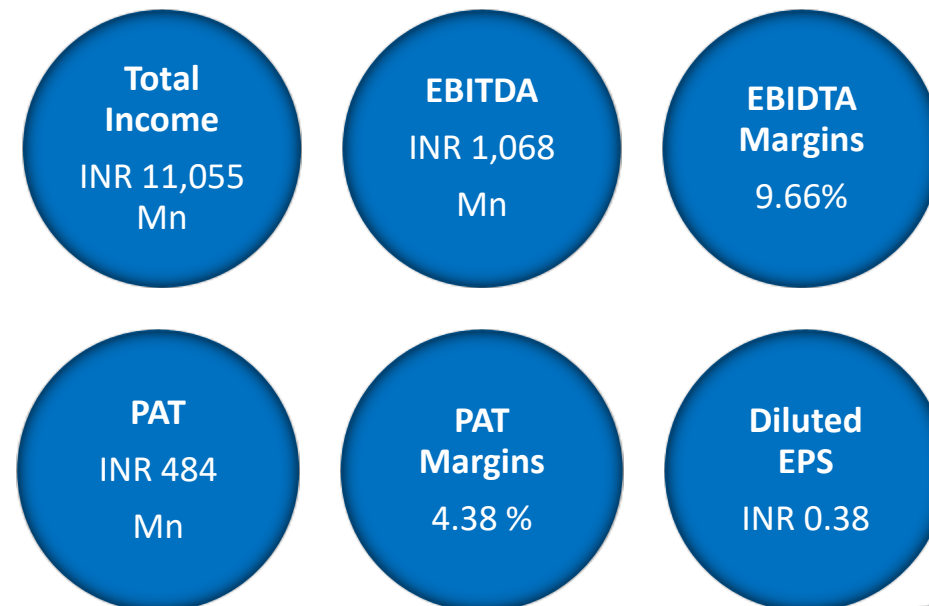 Total
Income
INR 11,055
Mn
EBITDA
INR 1,068
Mn
EBIDTA
Margins
9.66%
PAT
INR 484
Mn
PAT
Margins
4.38 %
Diluted
EPS
INR 0.38